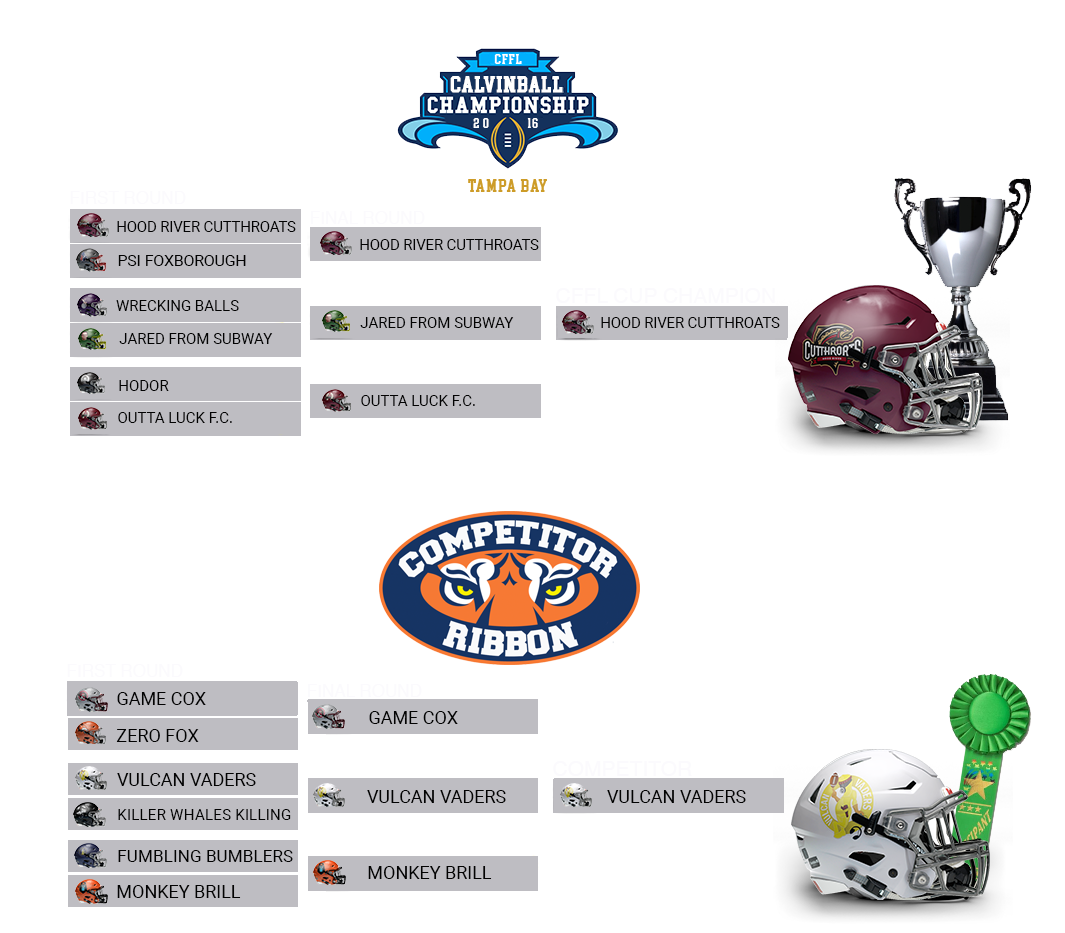 CFFL
CALVINBALL
CHAMPIONSHIP
20 16
TAMPA BAY
FIRST ROUND
HOOD RIVER CUTTHROATS
PSI FOXBOROUGH
WRECKING BALLS
JARED FROM SUBWAY
HODOR
OUTTA LUCK F.C.
FINAL ROUND
HOOD RIVER CUTTHROATS
JARED FROM SUBWAY
OUTTA LUCK F.C.
CFFL CUP CHAMPION
HOOD RIVER CUTTHROATS
CUTTHROATS
COMPETITOR
RIBBON
FIRST ROUND
GAME COX
ZERO FOX
VULCAN VADERS
KILLER WHALES KILLING
FUMBLING BUMBLERS
MONKEY BRILL
FINAL ROUND
GAME COX
VULCAN VADERS
MONKEY BRILL
COMPETITOR
VULCAN VADERS
VULCAN VADERS
CIPANT